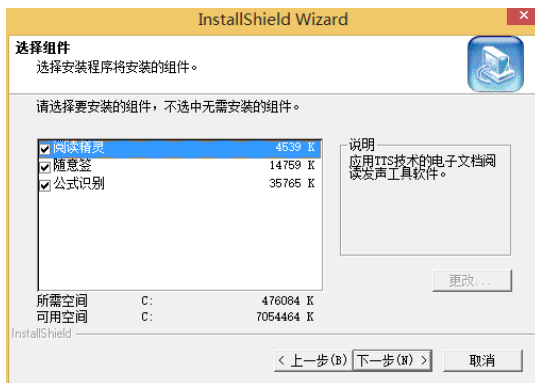 InstallShield Wizard
选择组件
选择安装程序将安装的组件。
请选择要安装的组件，不选中无需安装的组件。
阅读精灵 4539 K
随意签 14759 K
公式识别 35765 K
说明
应用TTS技术的电子文档阅
读发声工具软件。
更改...
所需空间 C: 476084 K
可用空间 C: 7054464 K
InstallShield
< 上一步(B) 下一步(N) > 取消